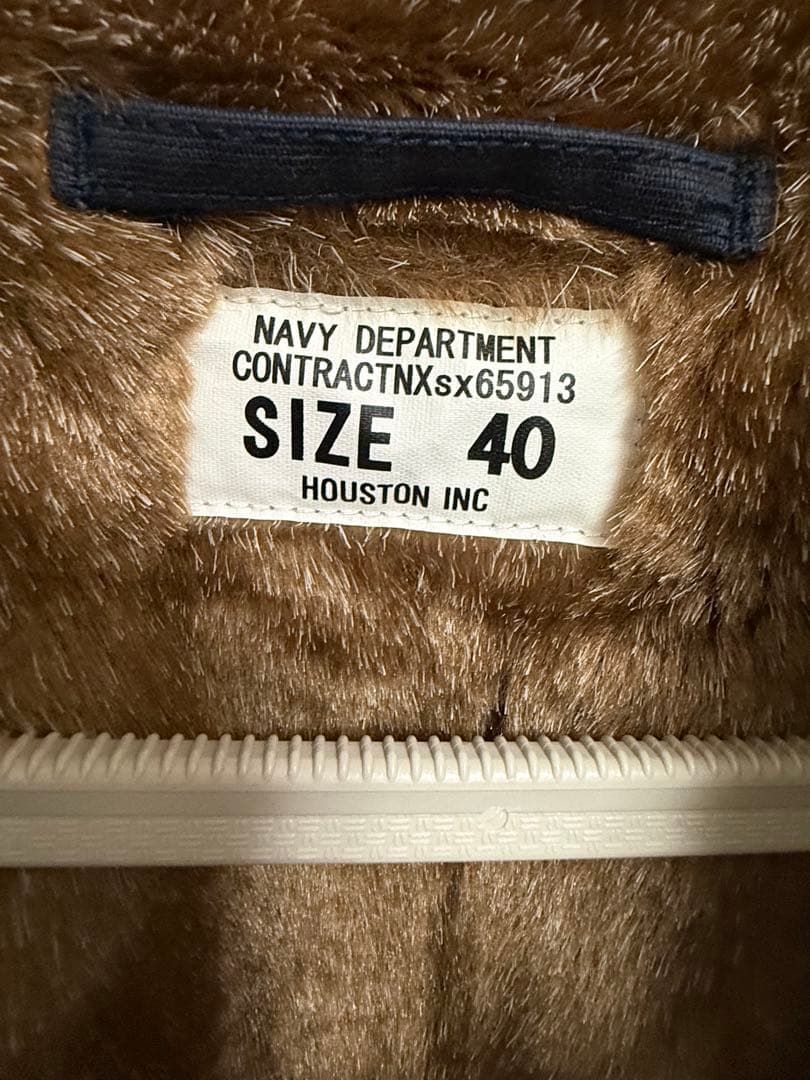 NAVY DEPARTMENT
CONTRACTNXsx65913
SIZE 40
HOUSTON INC